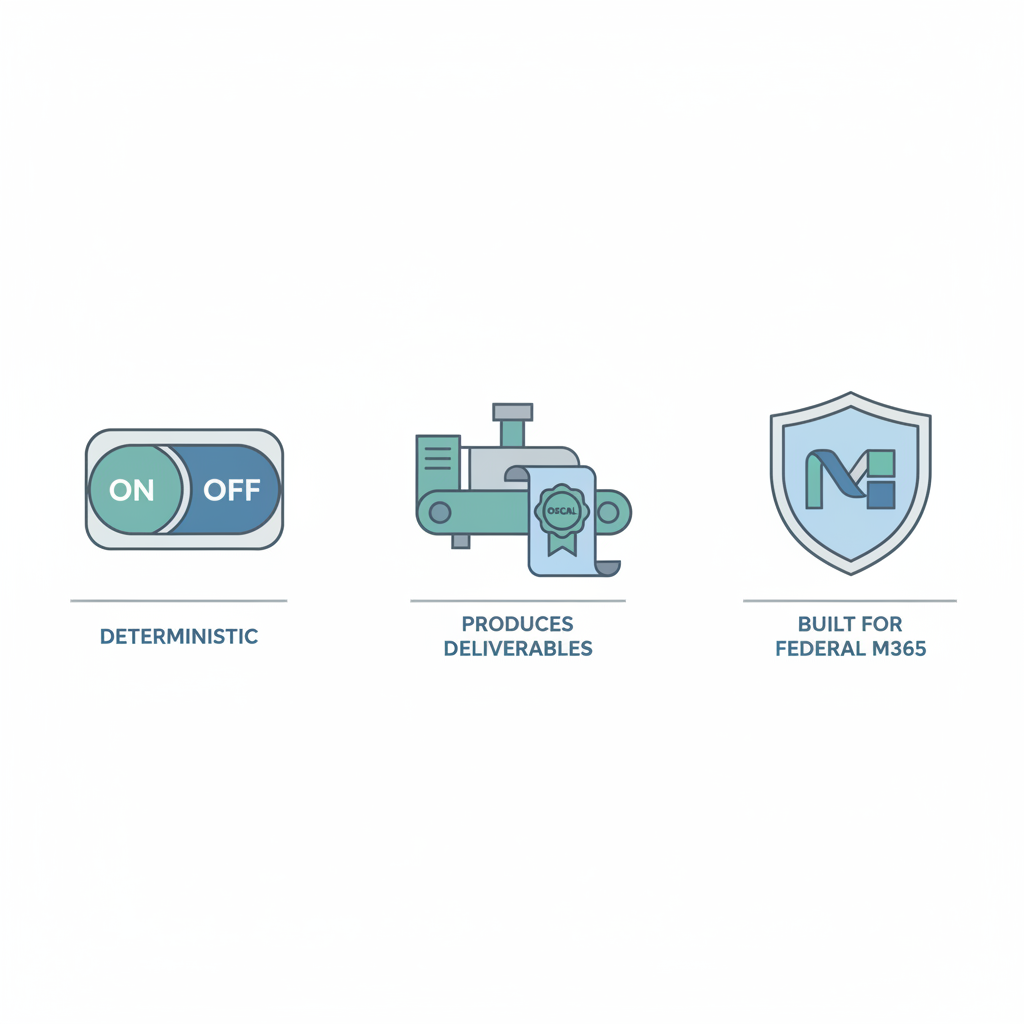 ON OFF
OSCAL
DETERMINISTIC
PRODUCES
DELIVERABLES
BUILT FOR
FEDERAL M365